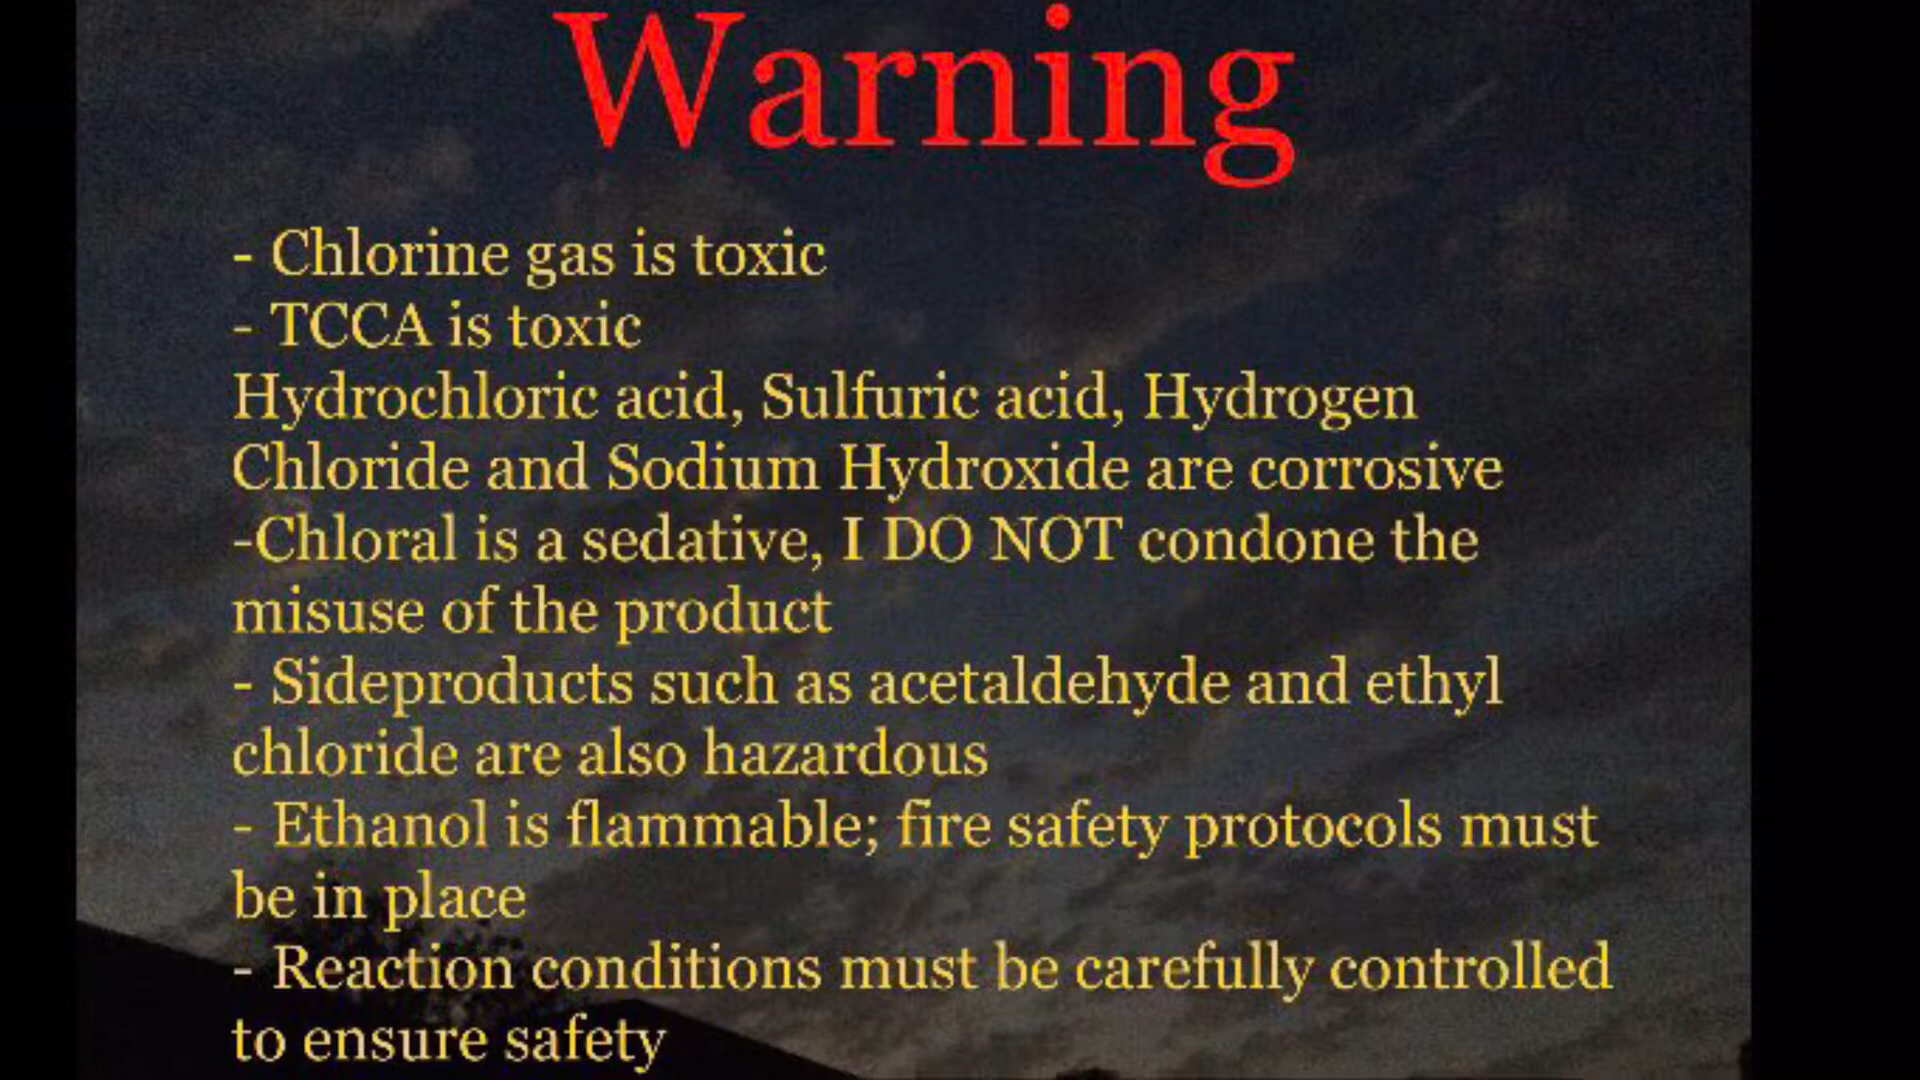 Warning
- Chlorine gas is toxic
- TCCA is toxic
Hydrochloric acid, Sulfuric acid, Hydrogen
Chloride and Sodium Hydroxide are corrosive
-Chloral is a sedative, I DO NOT condone the
misuse of the product
- Sideproducts such as acetaldehyde and ethyl
chloride are also hazardous
- Ethanol is flammable; fire safety protocols must
be in place
- Reaction conditions must be carefully controlled
to ensure safety